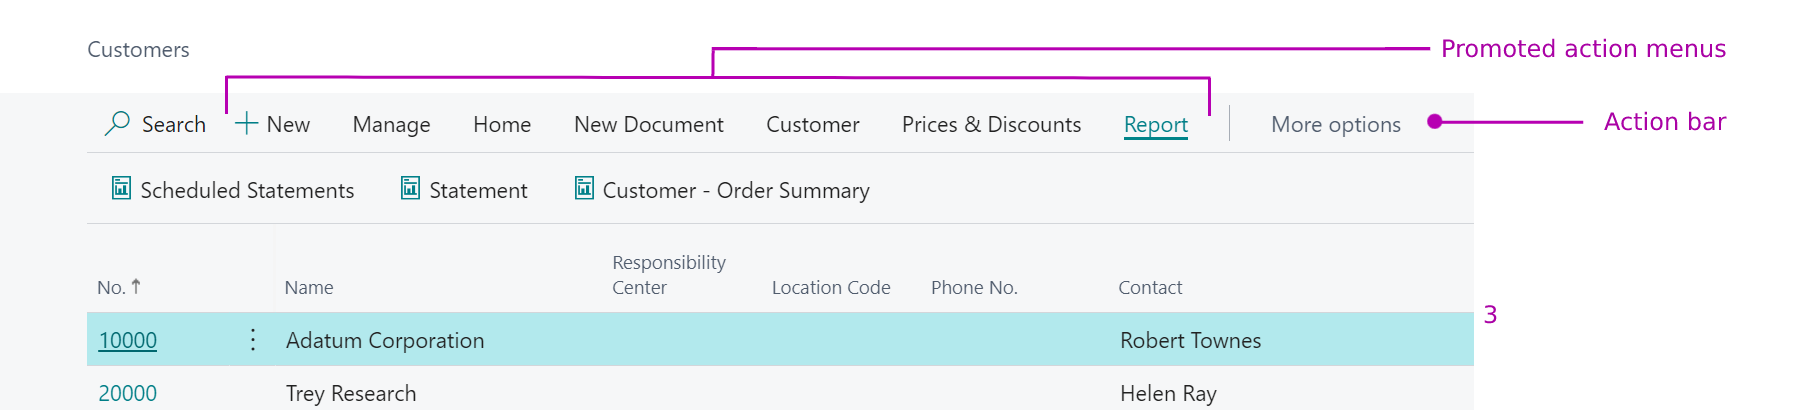 Customers
Promoted action menus
Search New Manage Home New Document Customer Prices & Discounts Report More options
Action bar
Scheduled Statements Statement Customer - Order Summary
No. Name Responsibility Center Location Code Phone No. Contact
3
10000 Adatum Corporation Robert Townes
20000 Trey Research Helen Ray